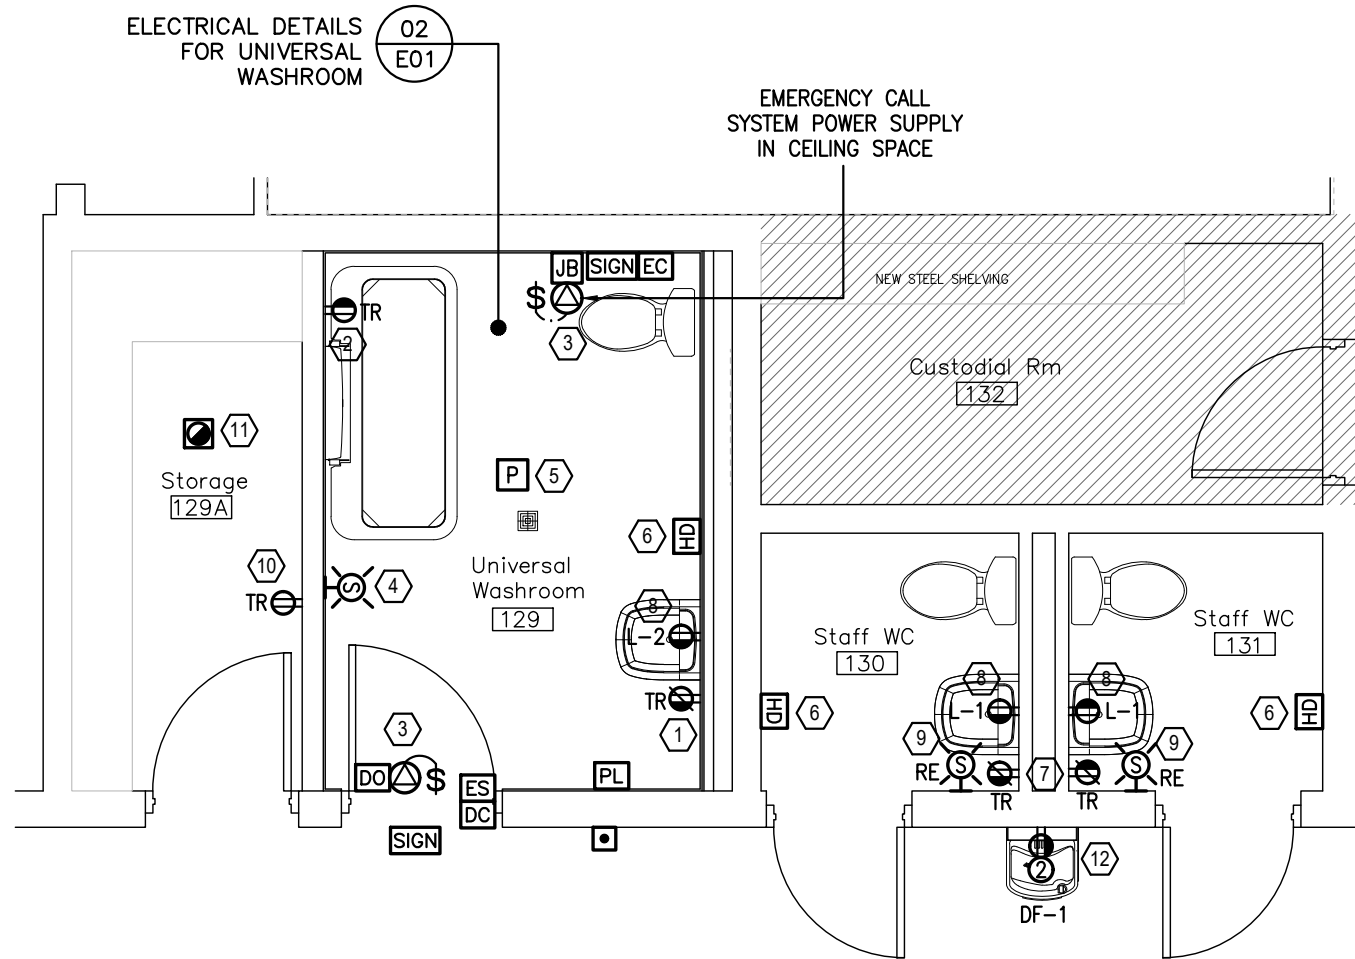 ELECTRICAL DETAILS
FOR UNIVERSAL
WASHROOM
02
E01
EMERGENCY CALL
SYSTEM POWER SUPPLY
IN CEILING SPACE
JB
SIGN
EC
$
3
TR
2
NEW STEEL SHELVING
Custodial Rm
132
11
Storage
129A
P
5
6
HD
Universal
Washroom
129
10
TR
S
4
8
L-2
TR
1
Staff WC
130
Staff WC
131
HD
6
8
L-1
8
L-1
6
HD
9
RE
S
TR
7
TR
S
RE
9
3
DO
$
ES
DC
PL
SIGN
2
12
DF-1